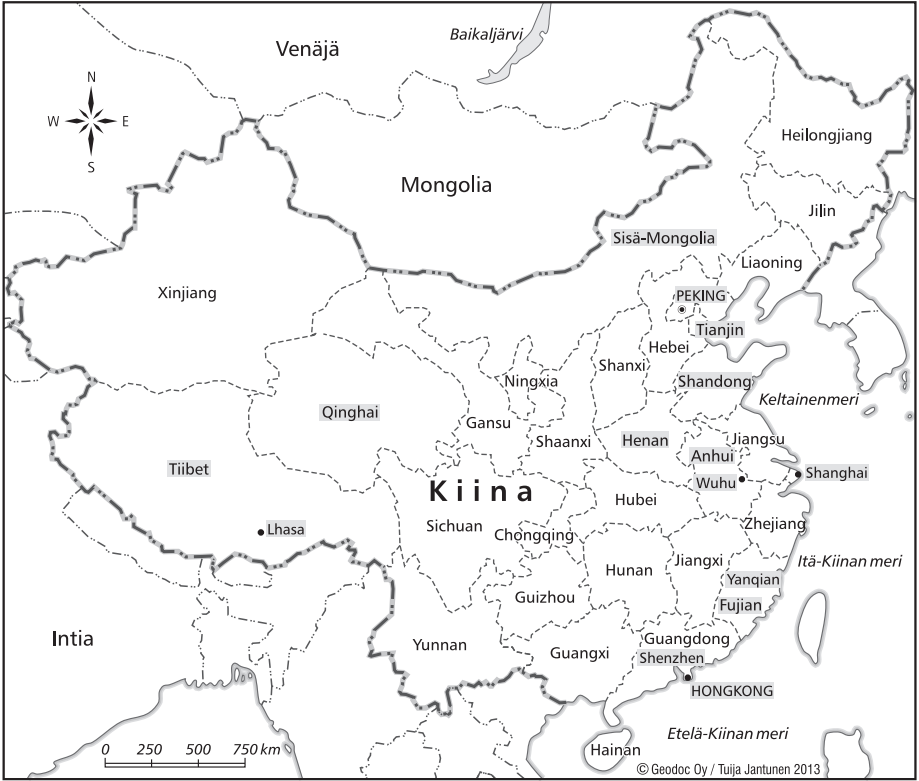 Venäjä
Baikaljärvi
N
W
E
S
Heilongjiang
Mongolia
Jilin
Sisä-Mongolia
Liaoning
Xinjiang
PEKING
Tianjin
Hebei
Shanxi
Ningxia
Shandong
Keltainenmeri
Qinghai
Gansu
Shaanxi
Henan
Jiangsu
Anhui
Tiibet
Shanghai
Wuhu
Kiina
Hubei
Sichuan
Zhejiang
Lhasa
Chongqing
Itä-Kiinan meri
Jiangxi
Hunan
Yanqian
Guizhou
Fujian
Intia
Yunnan
Guangdong
Guangxi
Shenzhen
HONGKONG
Etelä-Kiinan meri
Hainan
0 250 500 750 km
© Geodoc Oy / Tuija Jantunen 2013